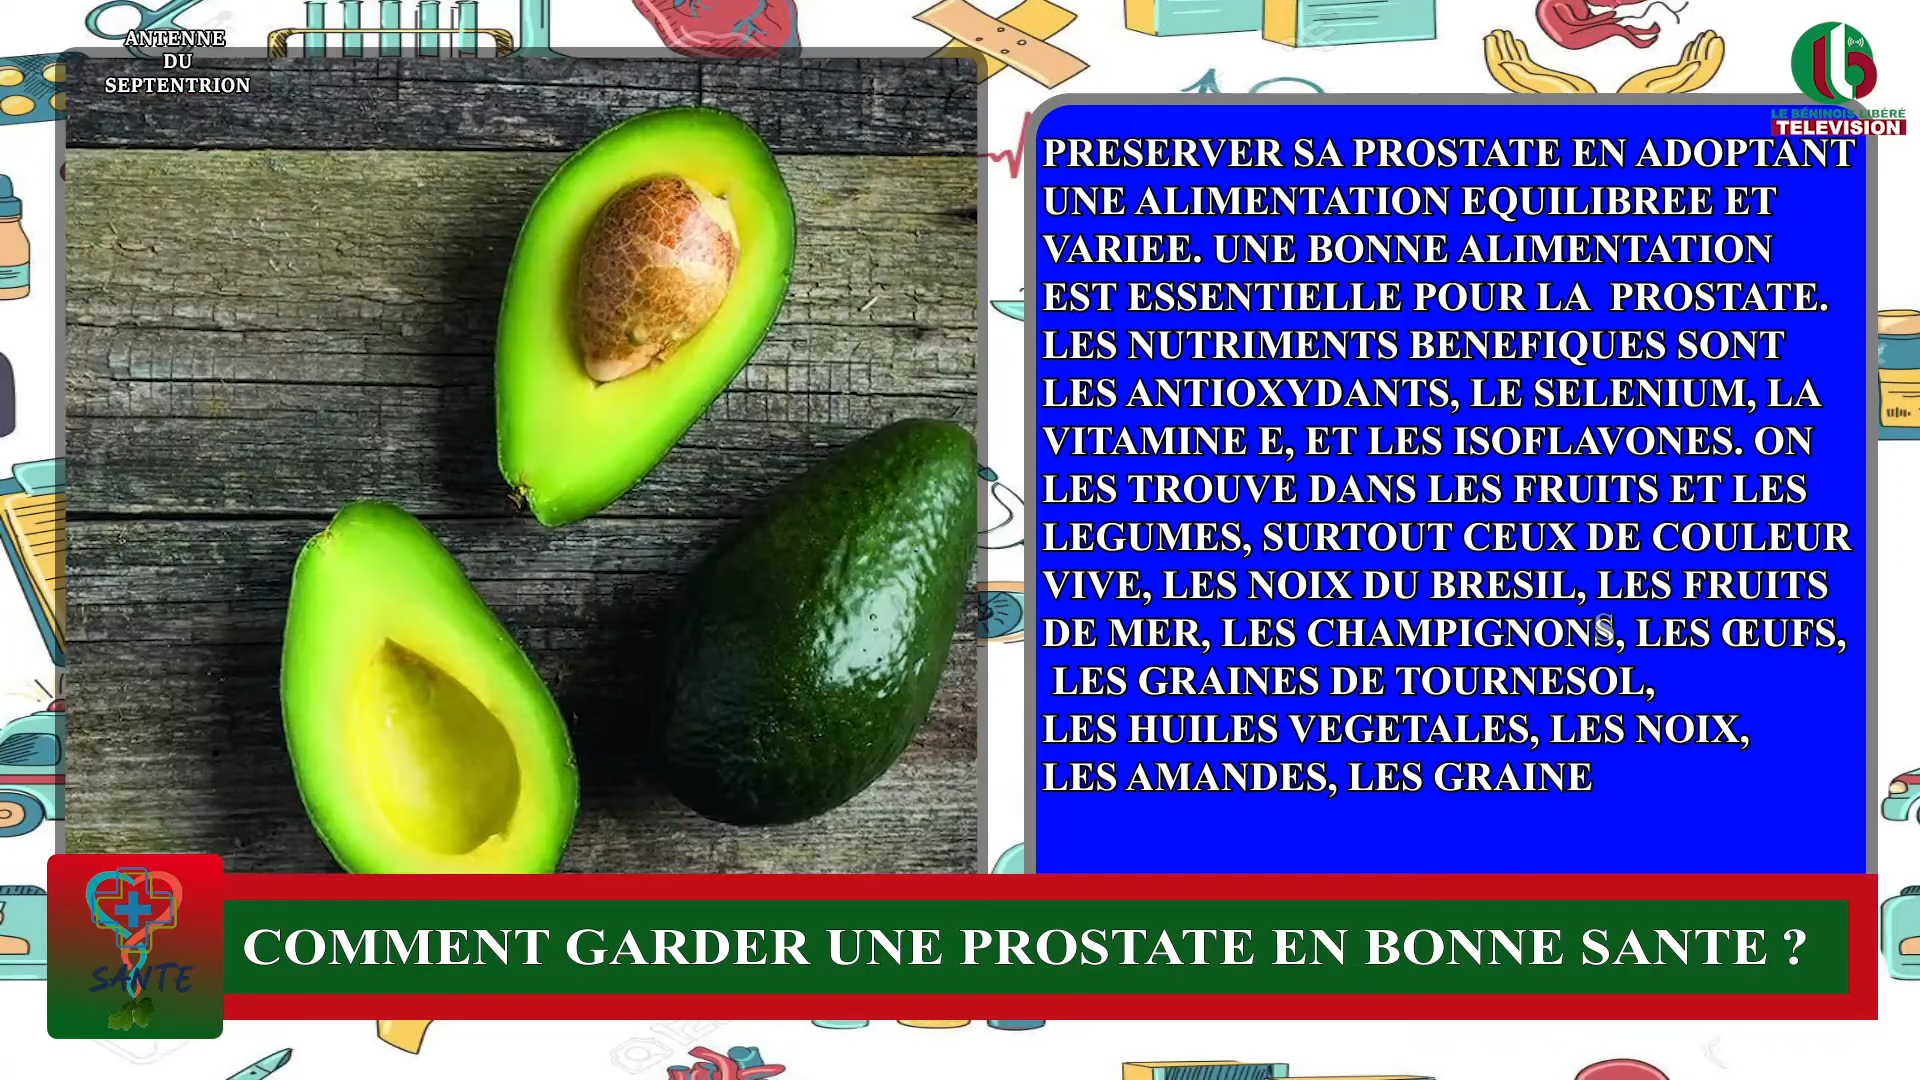 ANTENNE
DU
SEPTENTRION
LE BÉNINOIS LIBÉRÉ
TELEVISION
PRESERVER SA PROSTATE EN ADOPTANT
UNE ALIMENTATION EQUILIBREE ET
VARIEE. UNE BONNE ALIMENTATION
EST ESSENTIELLE POUR LA PROSTATE.
LES NUTRIMENTS BENEFIQUES SONT
LES ANTIOXYDANTS, LE SELENIUM, LA
VITAMINE E, ET LES ISOFLAVONES. ON
LES TROUVE DANS LES FRUITS ET LES
LEGUMES, SURTOUT CEUX DE COULEUR
VIVE, LES NOIX DU BRESIL, LES FRUITS
DE MER, LES CHAMPIGNONS, LES ŒUFS,
LES GRAINES DE TOURNESOL,
LES HUILES VEGETALES, LES NOIX,
LES AMANDES, LES GRAINE
SANTE
COMMENT GARDER UNE PROSTATE EN BONNE SANTE ?